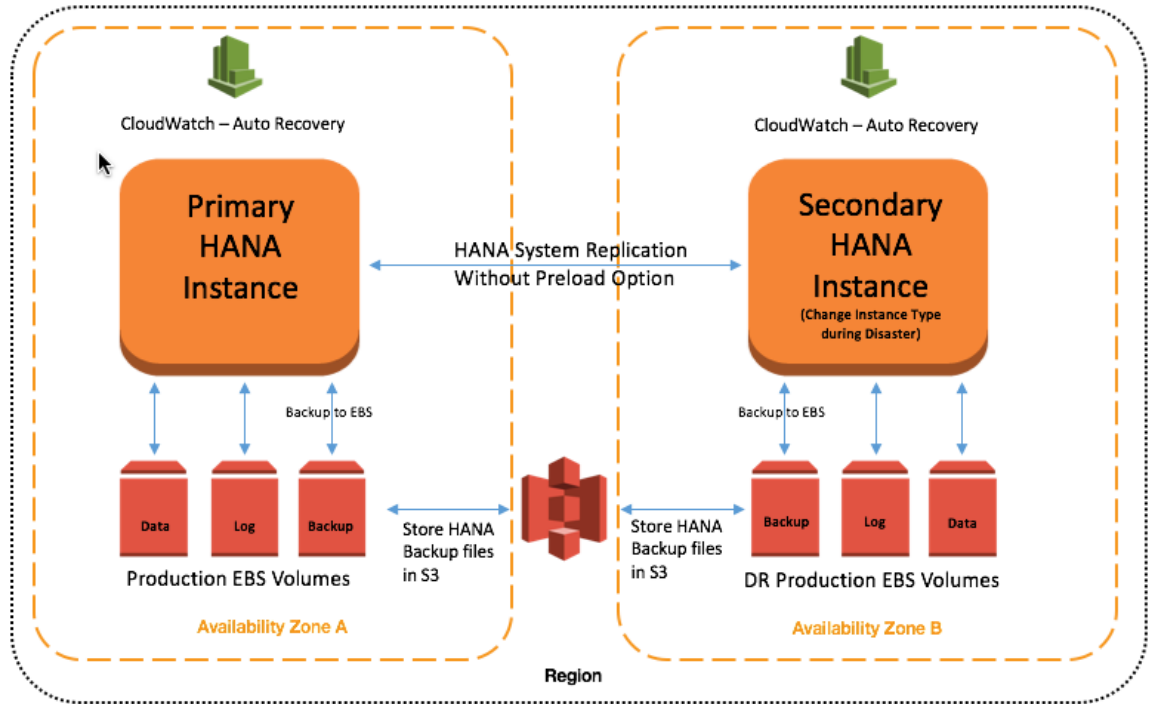 CloudWatch – Auto Recovery
CloudWatch – Auto Recovery
Primary
HANA
Instance
HANA System Replication
Without Preload Option
Secondary
HANA
Instance
(Change Instance Type
during Disaster)
Backup to EBS
Backup to EBS
Data
Log
Backup
Store HANA
Backup files
in S3
Store HANA
Backup files
in S3
Backup
Log
Data
Production EBS Volumes
DR Production EBS Volumes
Availability Zone A
Availability Zone B
Region